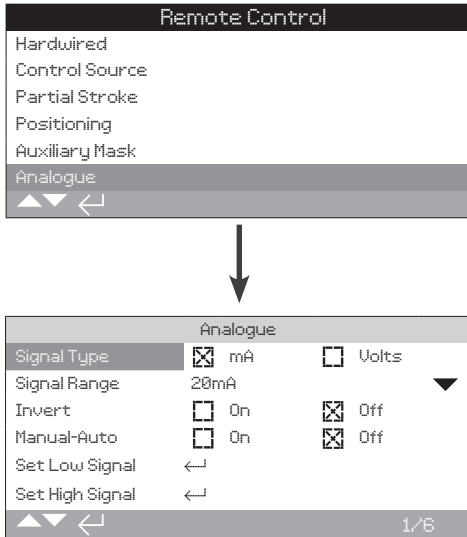 Remote Control
Hardwired
Control Source
Partial Stroke
Positioning
Auxiliary Mask
Analogue
Analogue
Signal Type mA Volts
Signal Range 20mA
Invert On Off
Manual-Auto On Off
Set Low Signal
Set High Signal
1/6